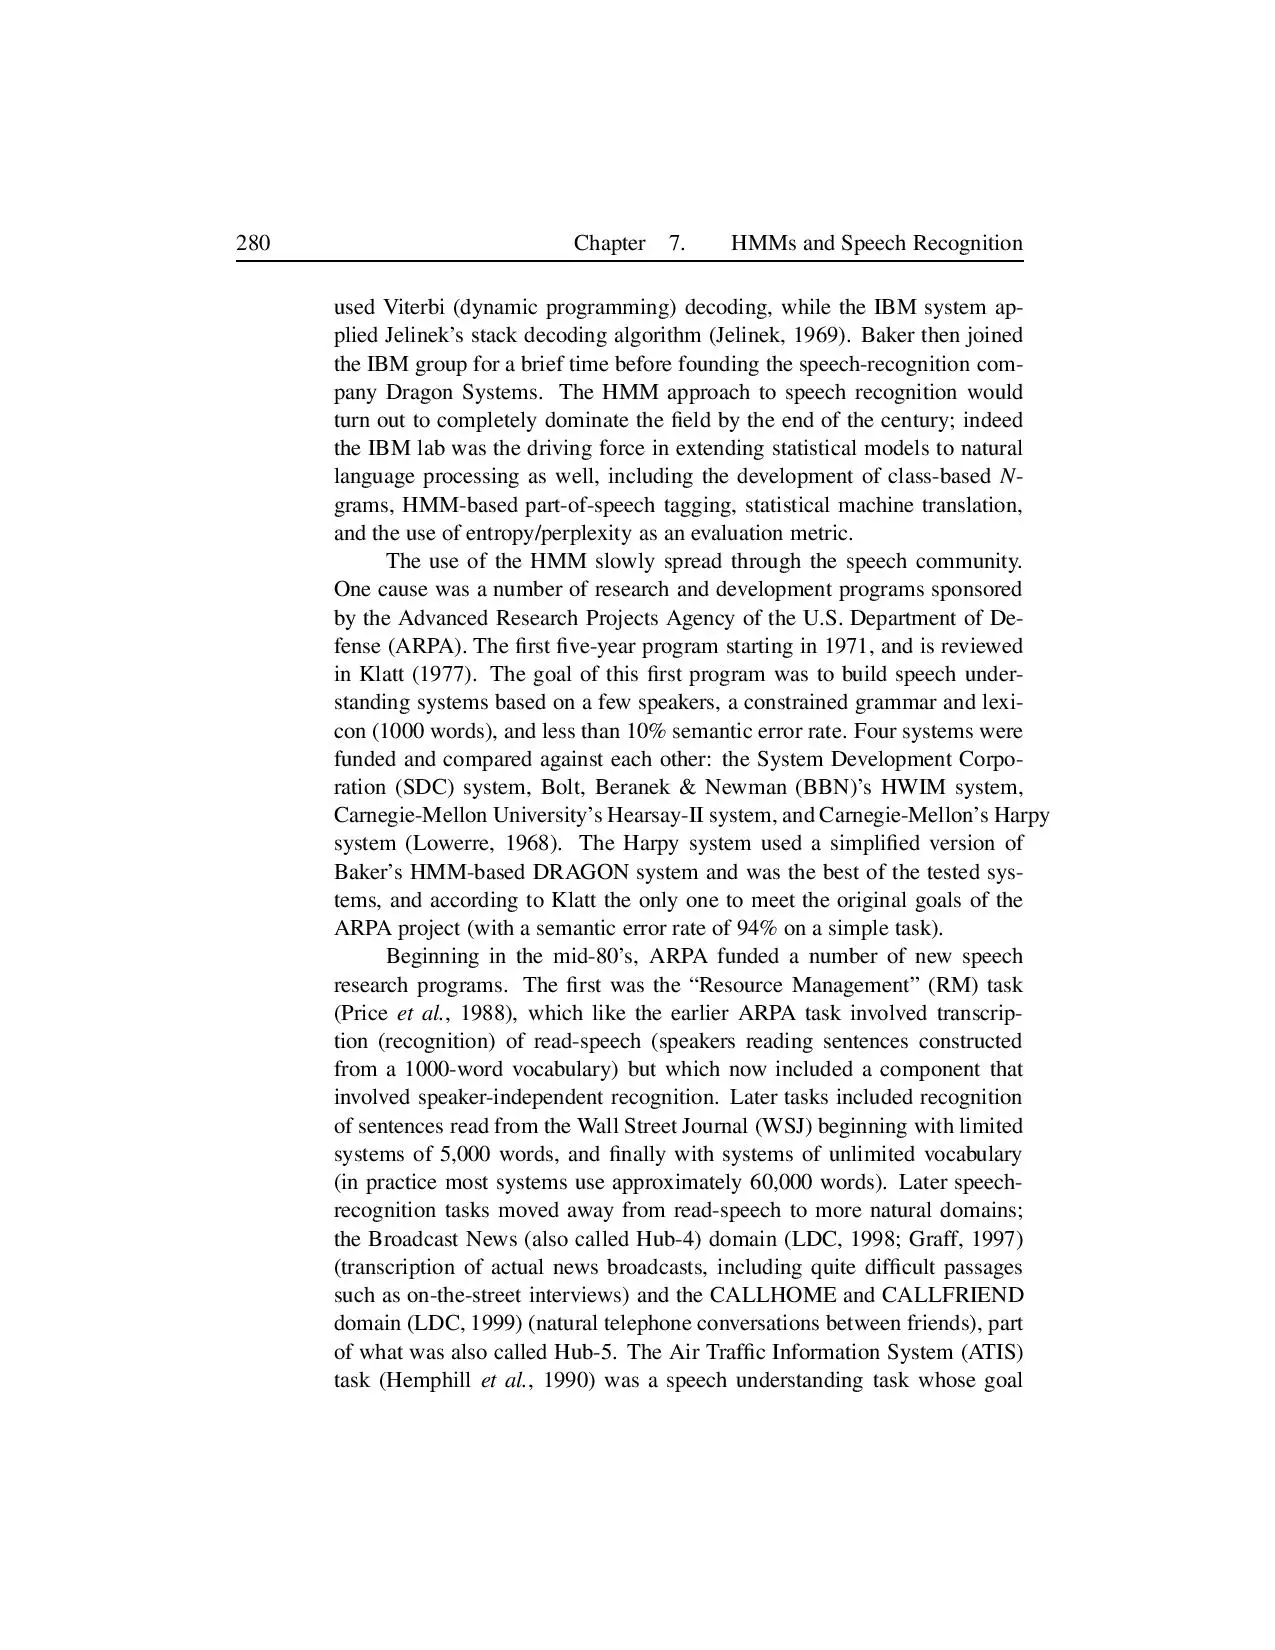 280 Chapter 7. HMMs and Speech Recognition
used Viterbi (dynamic programming) decoding, while the IBM system ap-
plied Jelinek’s stack decoding algorithm (Jelinek, 1969). Baker then joined
the IBM group for a brief time before founding the speech-recognition com-
pany Dragon Systems. The HMM approach to speech recognition would
turn out to completely dominate the field by the end of the century; indeed
the IBM lab was the driving force in extending statistical models to natural
language processing as well, including the development of class-based N-
grams, HMM-based part-of-speech tagging, statistical machine translation,
and the use of entropy/perplexity as an evaluation metric.
The use of the HMM slowly spread through the speech community.
One cause was a number of research and development programs sponsored
by the Advanced Research Projects Agency of the U.S. Department of De-
fense (ARPA). The first five-year program starting in 1971, and is reviewed
in Klatt (1977). The goal of this first program was to build speech under-
standing systems based on a few speakers, a constrained grammar and lexi-
con (1000 words), and less than 10% semantic error rate. Four systems were
funded and compared against each other: the System Development Corpo-
ration (SDC) system, Bolt, Beranek & Newman (BBN)’s HWIM system,
Carnegie-Mellon University’s Hearsay-II system, and Carnegie-Mellon’s Harpy
system (Lowerre, 1968). The Harpy system used a simplified version of
Baker’s HMM-based DRAGON system and was the best of the tested sys-
tems, and according to Klatt the only one to meet the original goals of the
ARPA project (with a semantic error rate of 94% on a simple task).
Beginning in the mid-80’s, ARPA funded a number of new speech
research programs. The first was the “Resource Management” (RM) task
(Price et al., 1988), which like the earlier ARPA task involved transcrip-
tion (recognition) of read-speech (speakers reading sentences constructed
from a 1000-word vocabulary) but which now included a component that
involved speaker-independent recognition. Later tasks included recognition
of sentences read from the Wall Street Journal (WSJ) beginning with limited
systems of 5,000 words, and finally with systems of unlimited vocabulary
(in practice most systems use approximately 60,000 words). Later speech-
recognition tasks moved away from read-speech to more natural domains;
the Broadcast News (also called Hub-4) domain (LDC, 1998; Graff, 1997)
(transcription of actual news broadcasts, including quite difficult passages
such as on-the-street interviews) and the CALLHOME and CALLFRIEND
domain (LDC, 1999) (natural telephone conversations between friends), part
of what was also called Hub-5. The Air Traffic Information System (ATIS)
task (Hemphill et al., 1990) was a speech understanding task whose goal